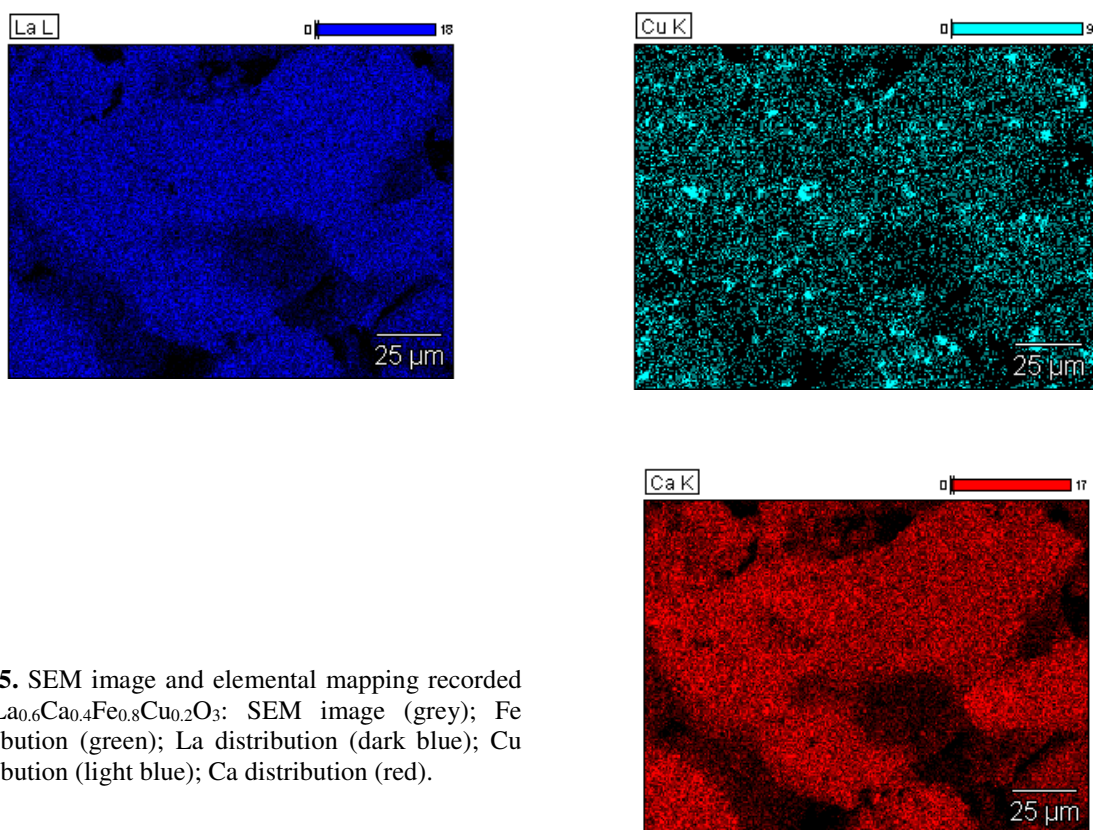 La L
0 18
25 µm
Cu K
0 9
25 µm
Ca K
0 17
25 µm
5. SEM image and elemental mapping recorded
La₀.₆Ca₀.₄Fe₀.₈Cu₀.₂O₃: SEM image (grey); Fe
bution (green); La distribution (dark blue); Cu
bution (light blue); Ca distribution (red).